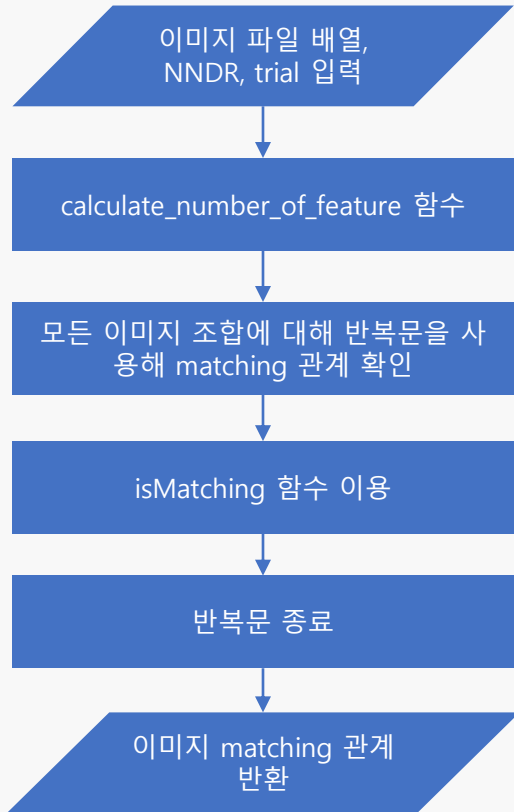 이미지 파일 배열,
NNDR, trial 입력
calculate_number_of_feature 함수
모든 이미지 조합에 대해 반복문을 사
용해 matching 관계 확인
isMatching 함수 이용
반복문 종료
이미지 matching 관계
반환